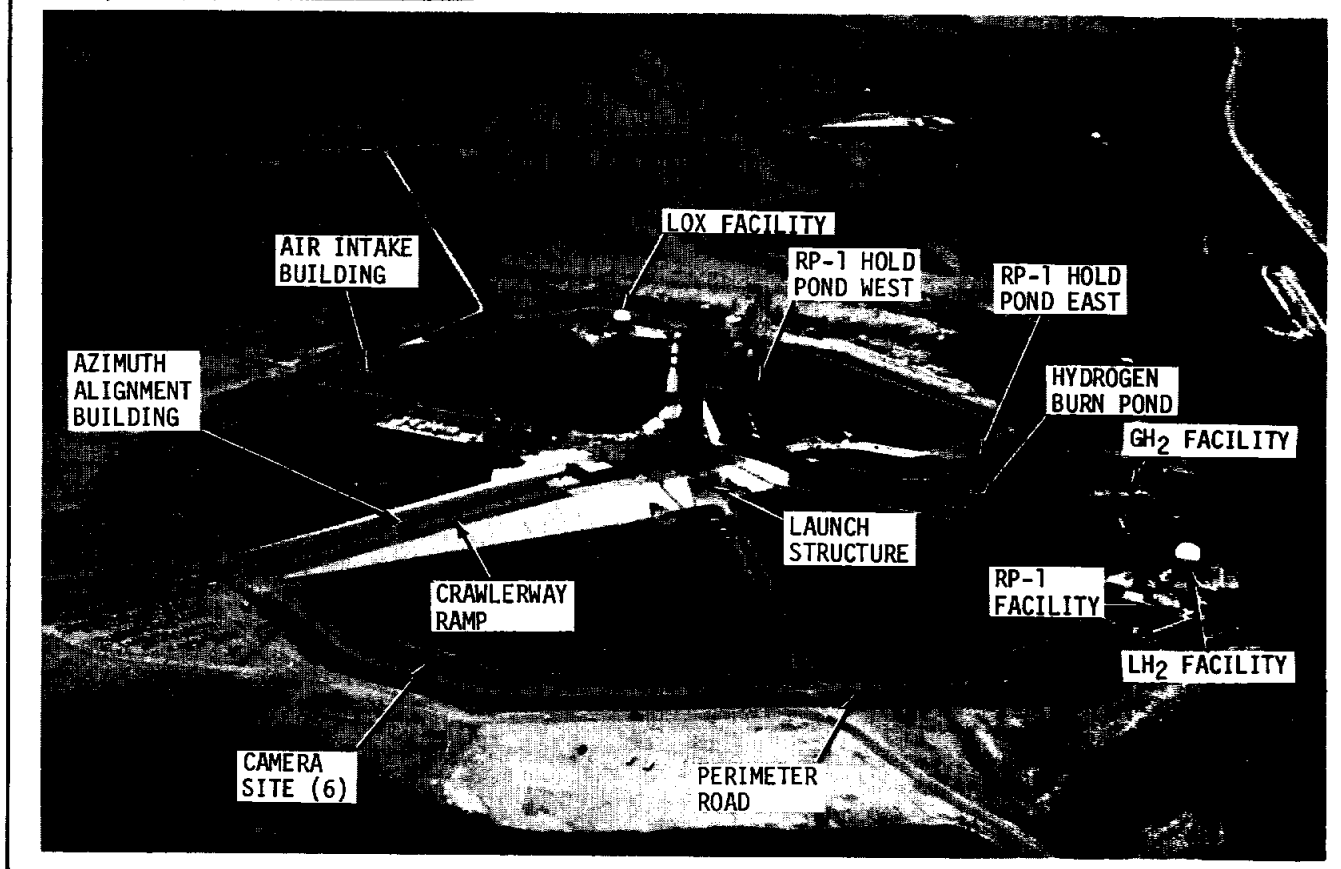 LOX FACILITY
AIR INTAKE
BUILDING
RP-1 HOLD
POND WEST
RP-1 HOLD
POND EAST
AZIMUTH
ALIGNMENT
BUILDING
HYDROGEN
BURN POND
GH2 FACILITY
LAUNCH
STRUCTURE
CRAWLERWAY
RAMP
RP-1
FACILITY
LH2 FACILITY
CAMERA
SITE (6)
PERIMETER
ROAD